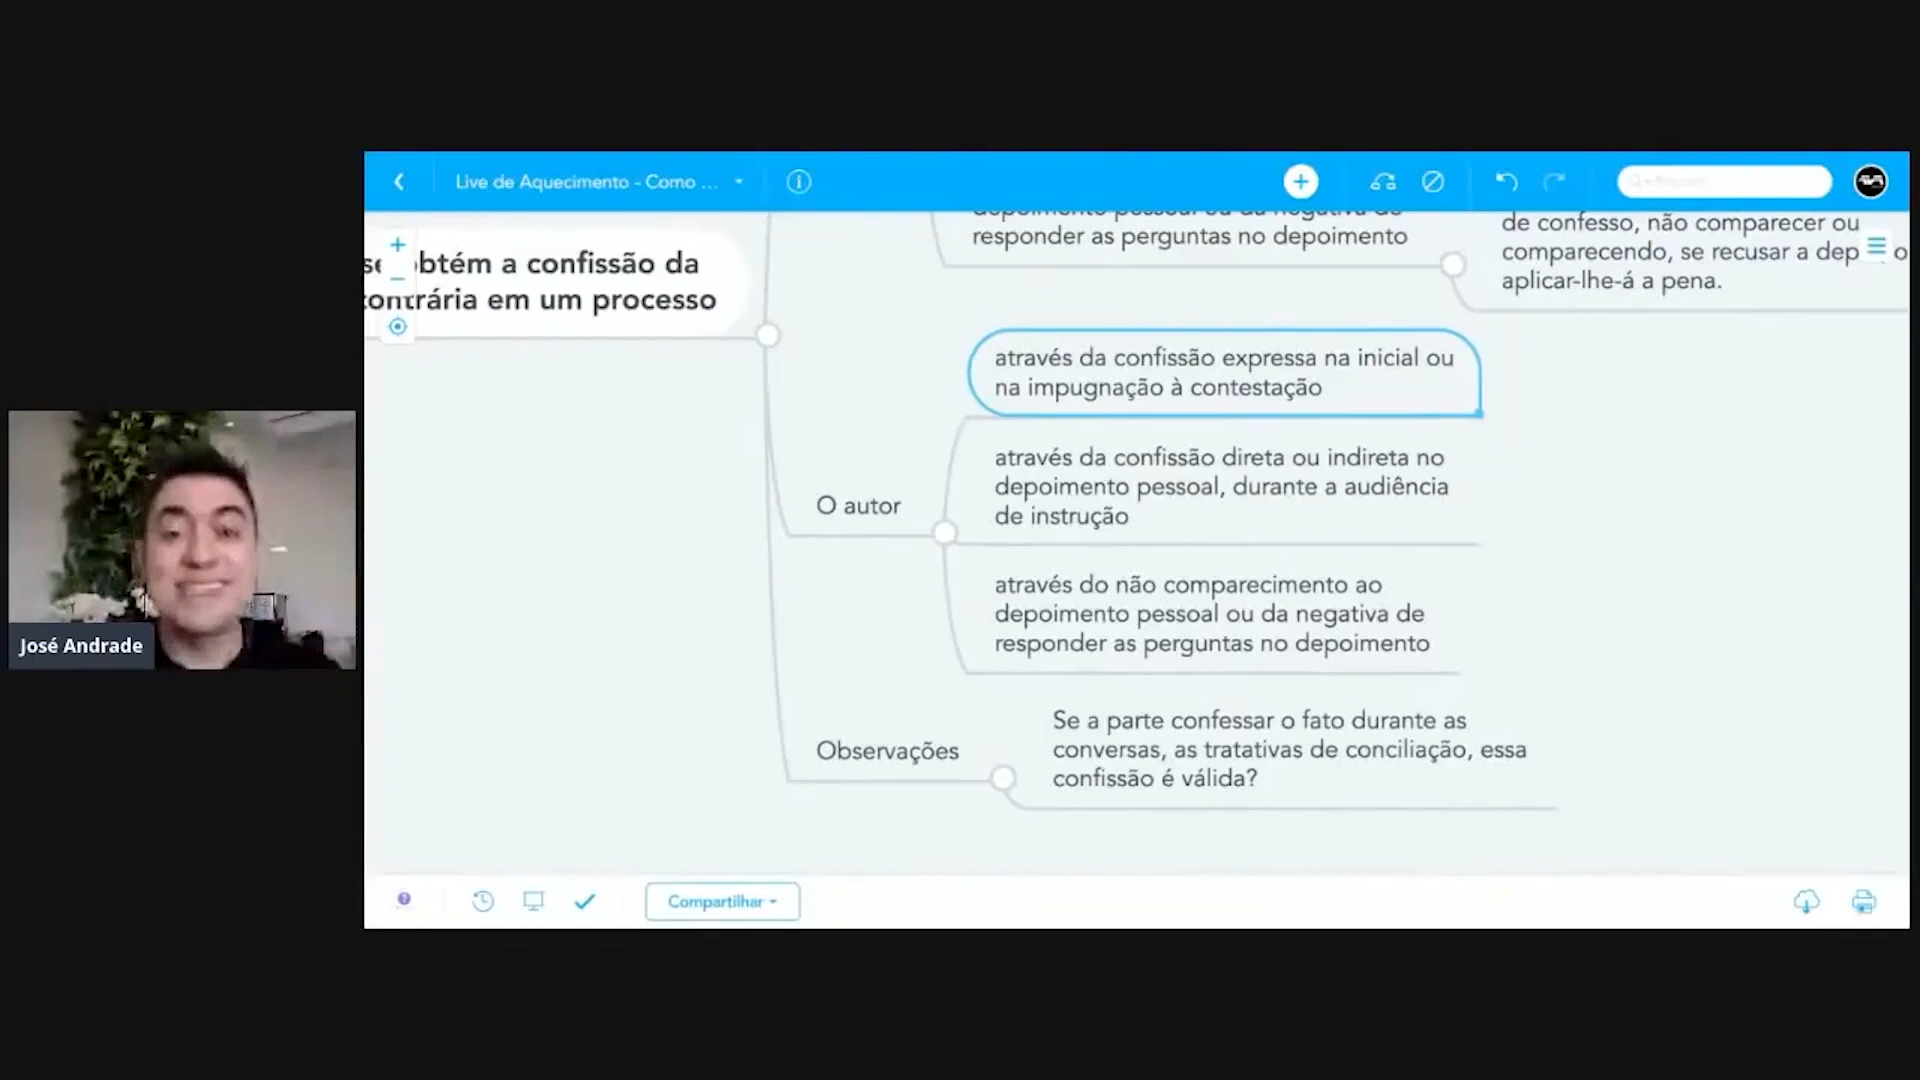 Live de Aquecimento - Como ...
obtém a confissão da
contrária em um processo
responder as perguntas no depoimento
de confesso, não comparecer ou
comparecendo, se recusar a dep
aplicar-lhe-á a pena.
através da confissão expressa na inicial ou
na impugnação à contestação
O autor
através da confissão direta ou indireta no
depoimento pessoal, durante a audiência
de instrução
através do não comparecimento ao
depoimento pessoal ou da negativa de
responder as perguntas no depoimento
Observações
Se a parte confessar o fato durante as
conversas, as tratativas de conciliação, essa
confissão é válida?
José Andrade
Compartilhar